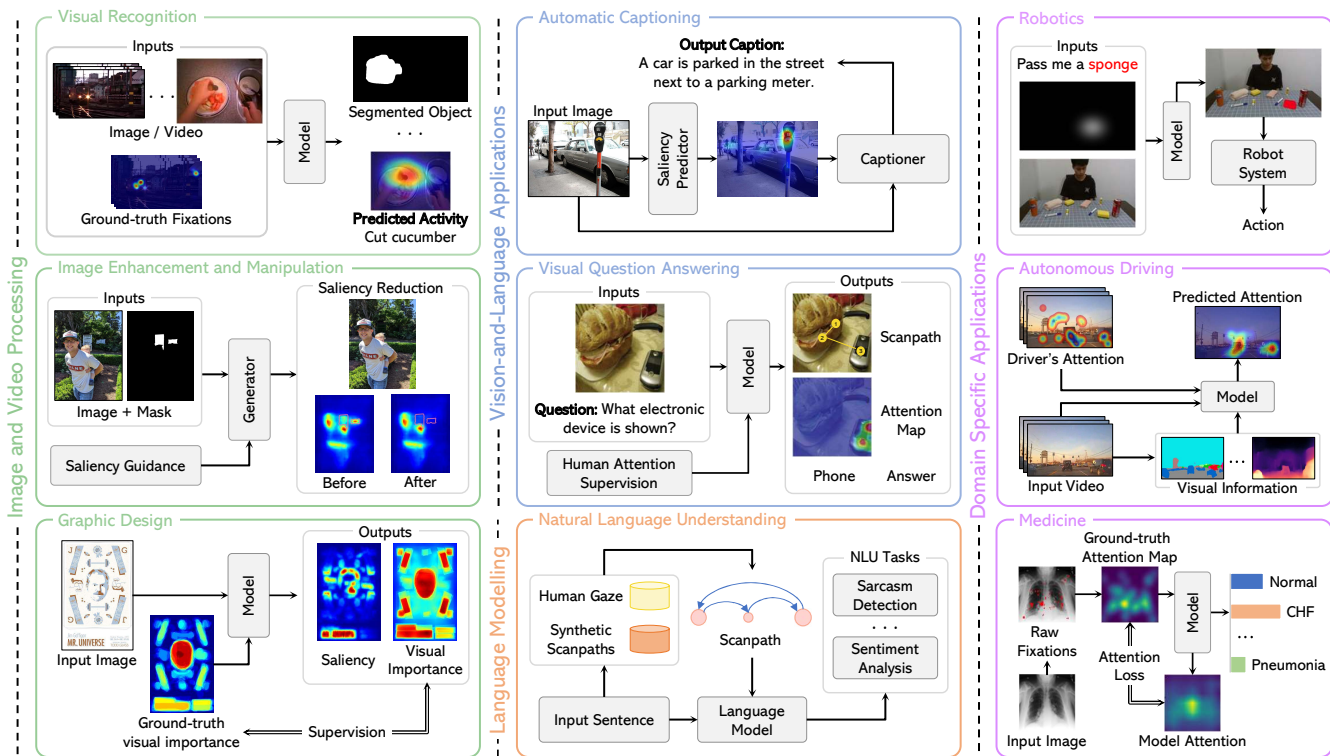 Image and Video Processing
Visual Recognition
Inputs
Image / Video
Ground-truth Fixations
Model
Segmented Object
Predicted Activity
Cut cucumber
Image Enhancement and Manipulation
Inputs
Image + Mask
Saliency Guidance
Generator
Saliency Reduction
Before
After
Graphic Design
J
G
MR. UNIVERSE
Input Image
Ground-truth
visual importance
Model
Outputs
Saliency
Visual
Importance
Supervision
Vision-and-Language Applications
Automatic Captioning
Output Caption:
A car is parked in the street
next to a parking meter.
Input Image
Saliency
Predictor
Captioner
Visual Question Answering
Inputs
Question: What electronic
device is shown?
Human Attention
Supervision
Model
Outputs
1
2
3
Scanpath
Attention
Map
Phone
Answer
Language Modelling
Natural Language Understanding
Human Gaze
Synthetic
Scanpaths
Input Sentence
Scanpath
Language
Model
NLU Tasks
Sarcasm
Detection
. . .
Sentiment
Analysis
Domain Specific Applications
Robotics
Inputs
Pass me a sponge
Model
Robot
System
Action
Autonomous Driving
Driver's Attention
Input Video
Predicted Attention
Model
Visual Information
Medicine
Ground-truth
Attention Map
Raw
Fixations
Input Image
Attention
Loss
Model
Model Attention
Normal
CHF
...
Pneumonia